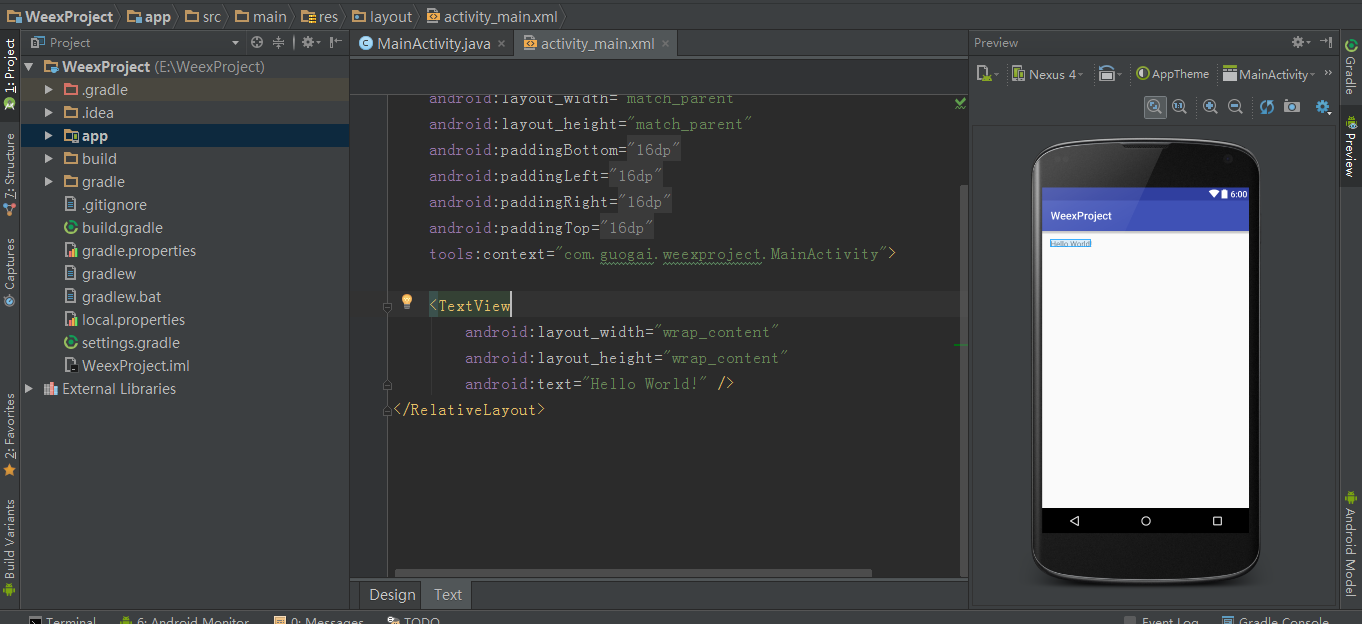 WeexProject app src main res layout activity_main.xml
1: Project
7: Structure
Captures
2: Favorites
Build Variants
Project
WeexProject (E:\WeexProject)
.gradle
.idea
app
build
gradle
.gitignore
build.gradle
gradle.properties
gradlew
gradlew.bat
local.properties
settings.gradle
WeexProject.iml
External Libraries
MainActivity.java activity_main.xml
android:layout_width="match_parent"
android:layout_height="match_parent"
android:paddingBottom="16dp"
android:paddingLeft="16dp"
android:paddingRight="16dp"
android:paddingTop="16dp"
tools:context="com.guogai.weexproject.MainActivity">
<TextView
android:layout_width="wrap_content"
android:layout_height="wrap_content"
android:text="Hello World!" />
</RelativeLayout>
Design Text
Preview
Nexus 4 AppTheme MainActivity
1:1
6:00
WeexProject
Hello World!
Gradle
Preview
Android Model
Terminal 6: Android Monitor 0: Messages TODO Event Log Gradle Console